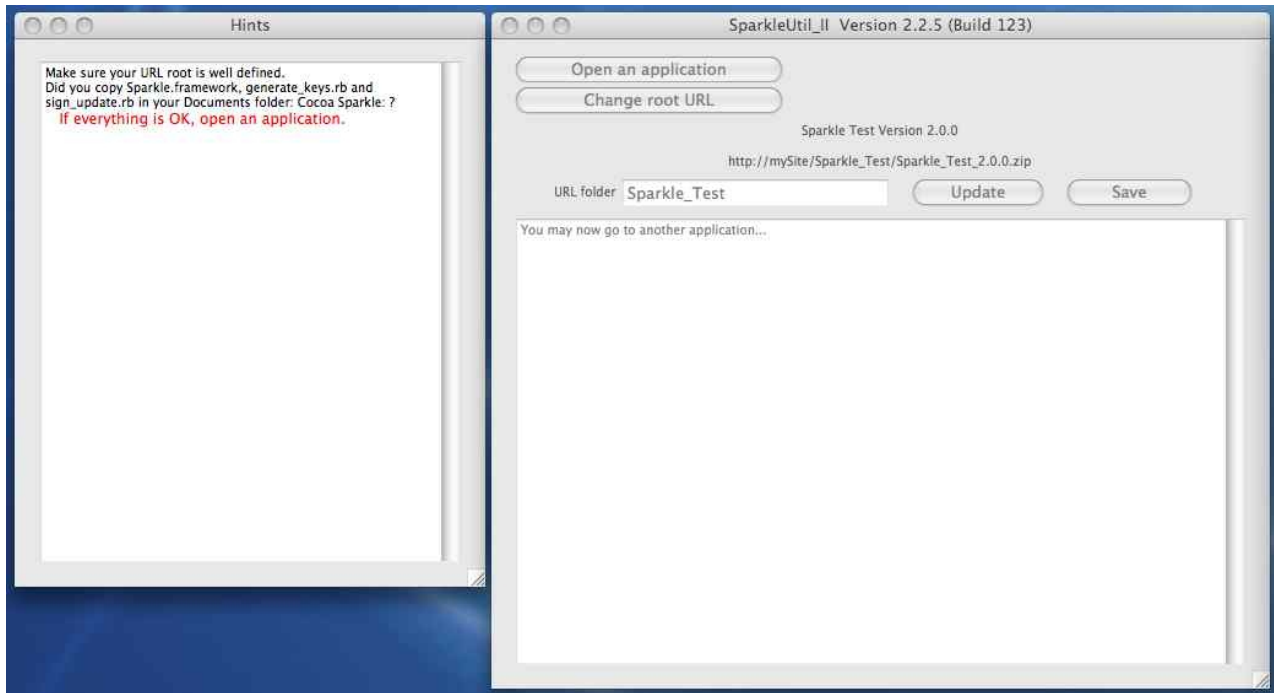 Hints
Make sure your URL root is well defined.
Did you copy Sparkle.framework, generate_keys.rb and
sign_update.rb in your Documents folder: Cocoa Sparkle: ?
If everything is OK, open an application.
SparkleUtil_II Version 2.2.5 (Build 123)
Open an application
Change root URL
Sparkle Test Version 2.0.0
http://mySite/Sparkle_Test/Sparkle_Test_2.0.0.zip
URL folder Sparkle_Test Update Save
You may now go to another application...